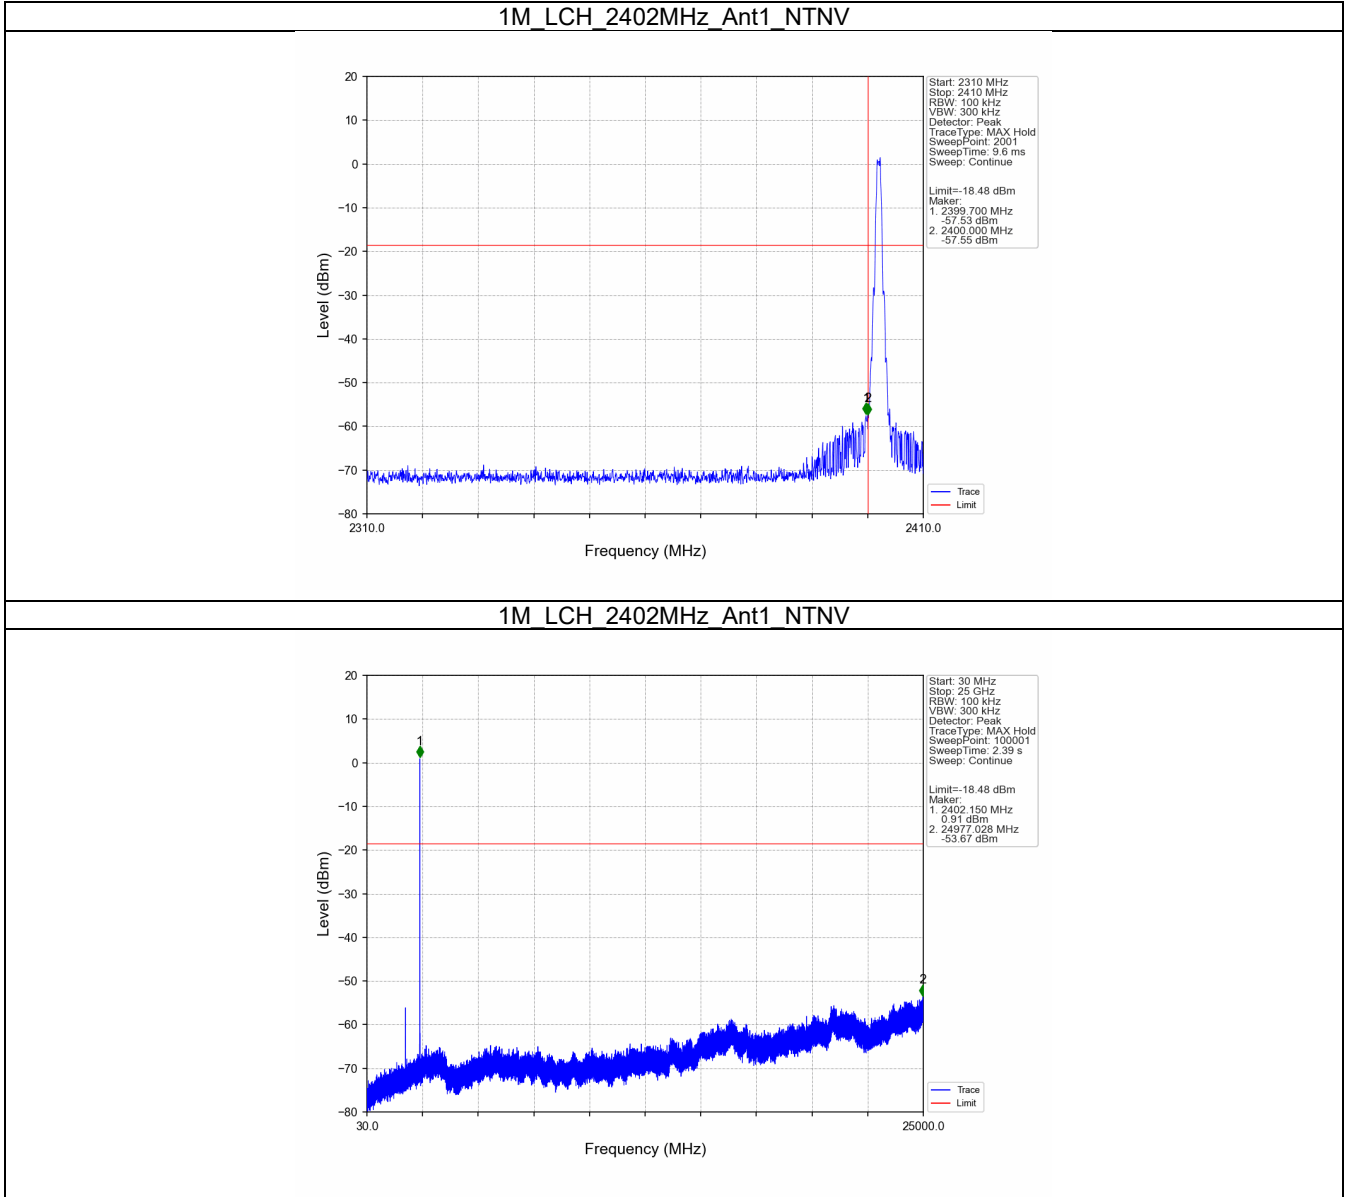 1M_LCH_2402MHz_Ant1_NTNV
20
10
0
−10
−20
−30
−40
−50
−60
−70
−80
Level (dBm)
2310.0
2410.0
Frequency (MHz)
1
2
Start: 2310 MHz
Stop: 2410 MHz
RBW: 100 kHz
VBW: 300 kHz
Detector: Peak
TraceType: MAX Hold
SweepPoint: 2001
SweepTime: 9.6 ms
Sweep: Continue
Limit=-18.48 dBm
Maker:
1. 2399.700 MHz
-57.53 dBm
2. 2400.000 MHz
-57.55 dBm
Trace
Limit
1M_LCH_2402MHz_Ant1_NTNV
20
10
0
−10
−20
−30
−40
−50
−60
−70
−80
Level (dBm)
30.0
25000.0
Frequency (MHz)
1
2
Start: 30 MHz
Stop: 25 GHz
RBW: 100 kHz
VBW: 300 kHz
Detector: Peak
TraceType: MAX Hold
SweepPoint: 100001
SweepTime: 2.39 s
Sweep: Continue
Limit=-18.48 dBm
Maker:
1. 2402.150 MHz
0.91 dBm
2. 24977.028 MHz
-53.67 dBm
Trace
Limit